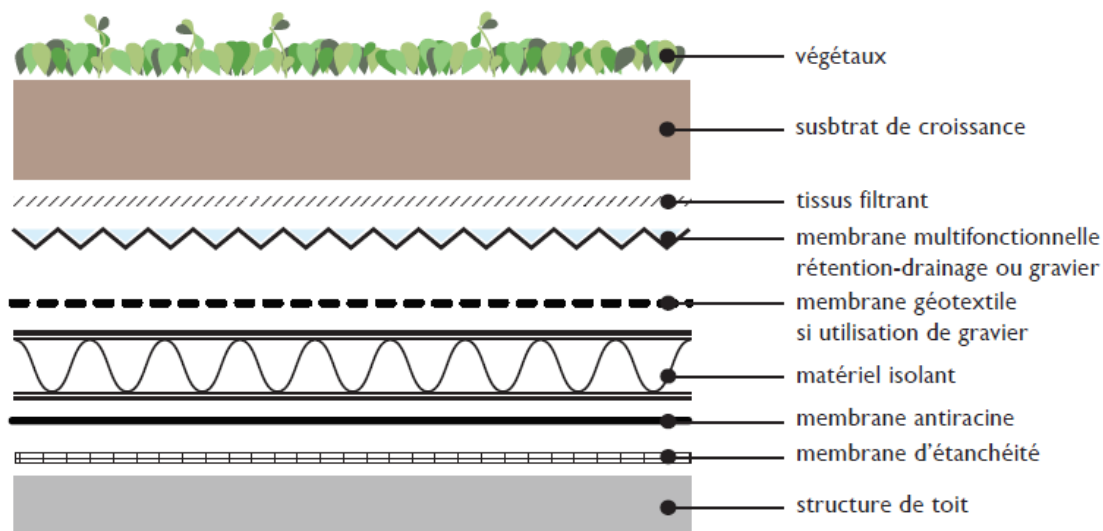 végétaux
susbtrat de croissance
tissus filtrant
membrane multifonctionnelle
rétention-drainage ou gravier
membrane géotextile
si utilisation de gravier
matériel isolant
membrane antiracine
membrane d'étanchéité
structure de toit